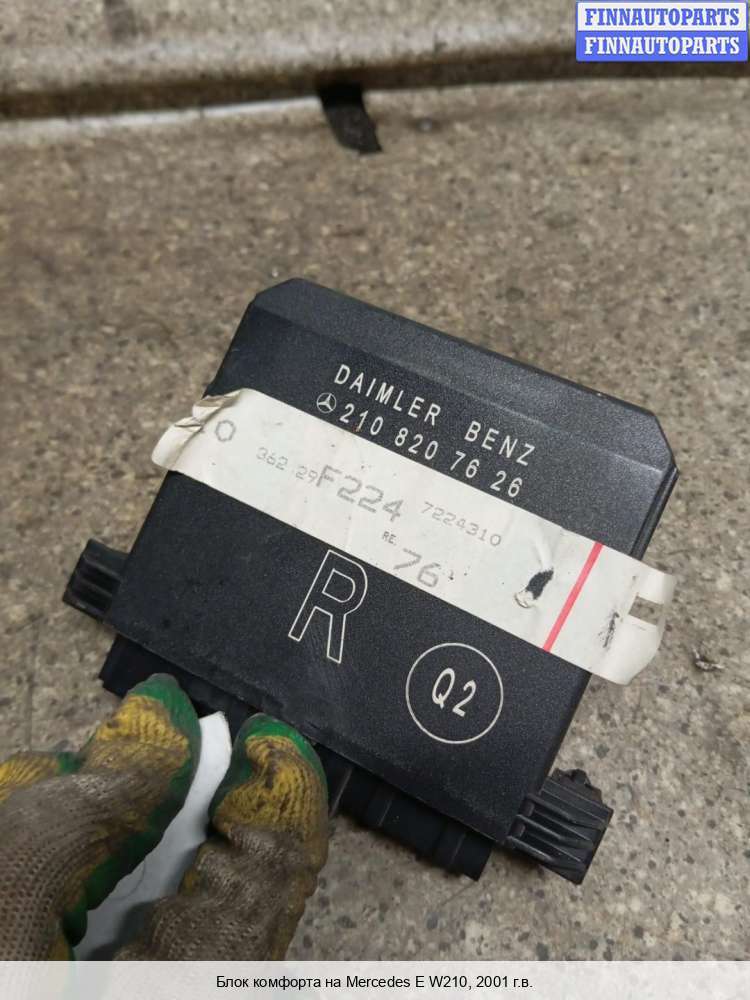 FINNAUTOPARTS
FINNAUTOPARTS
DAIMLER BENZ
210 820 76 26
0
362 29 F224 7224310
RE. 76
R
Q2
Блок комфорта на Mercedes E W210, 2001 г.в.